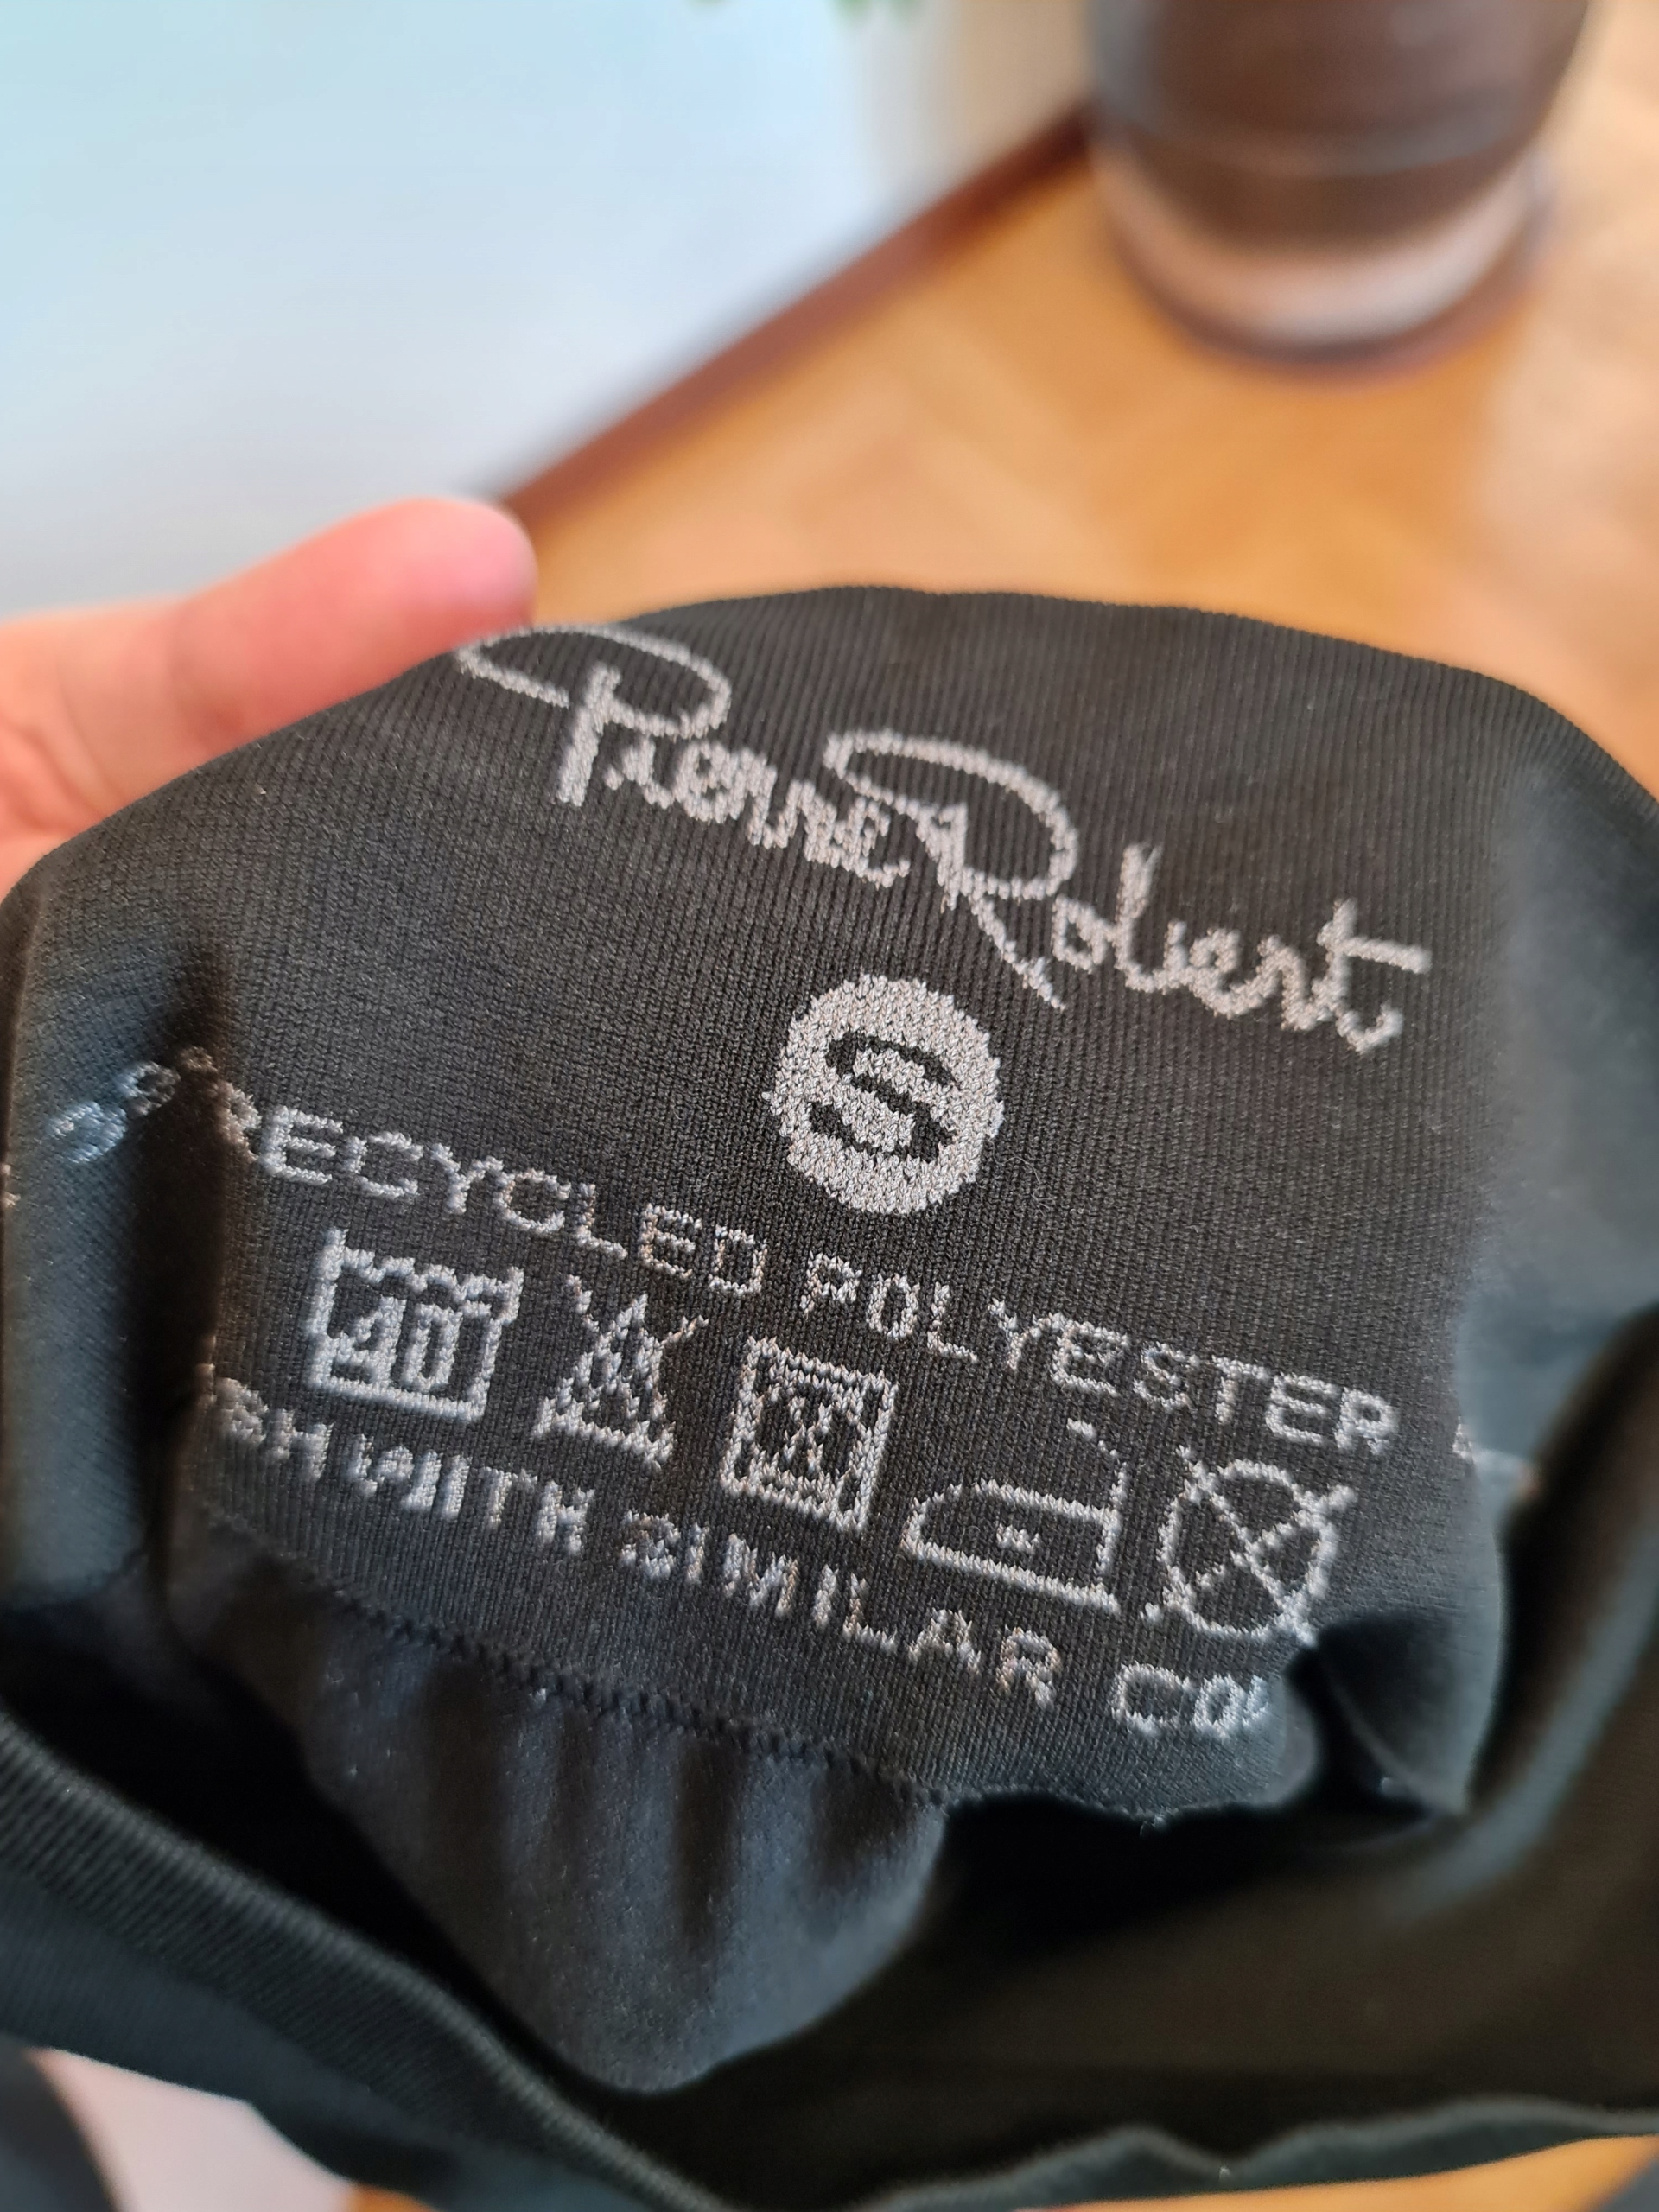 Pierre Robert
S
RECYCLED POLYESTER
40
WITH SIMILAR